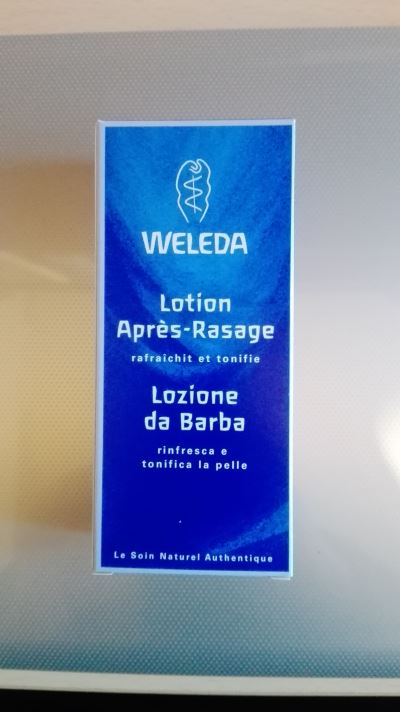 WELEDA
Lotion
Après-Rasage
rafraîchit et tonifie
Lozione
da Barba
rinfresca e
tonifica la pelle
Le Soin Naturel Authentique